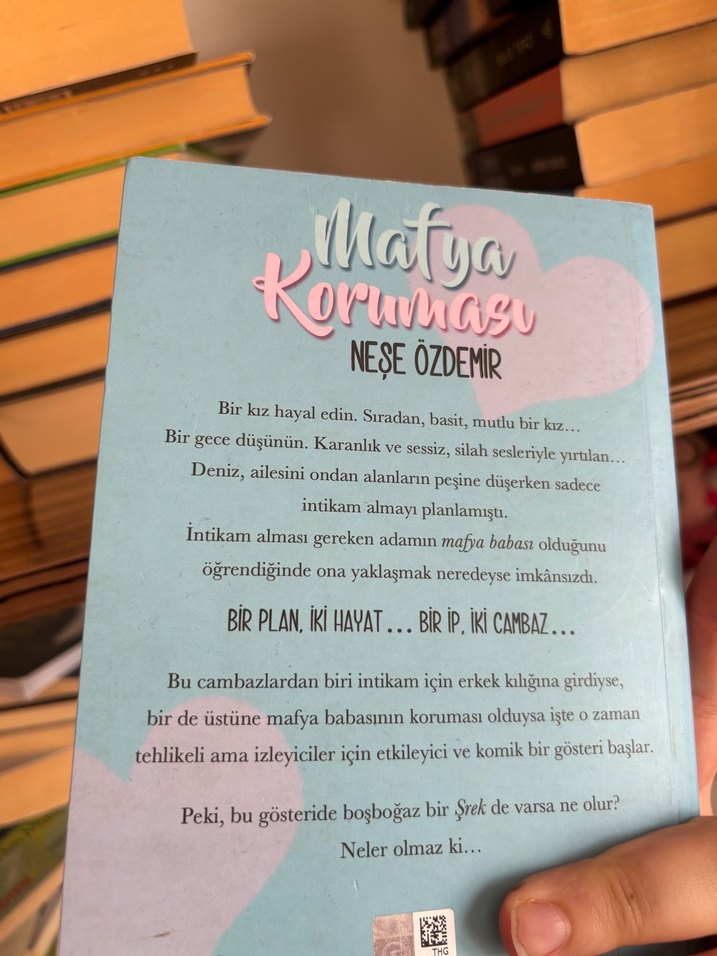 Mafya
Koruması
NEŞE ÖZDEMİR
Bir kız hayal edin. Sıradan, basit, mutlu bir kız...
Bir gece düşünün. Karanlık ve sessiz, silah sesleriyle yırtılan...
Deniz, ailesini ondan alanların peşine düşerken sadece
intikam almayı planlamıştı.
İntikam alması gereken adamın mafya babası olduğunu
öğrendiğinde ona yaklaşmak neredeyse imkânsızdı.
BİR PLAN, İKİ HAYAT... BİR İP, İKİ CAMBAZ...
Bu cambazlardan biri intikam için erkek kılığına girdiyse,
bir de üstüne mafya babasının koruması olduysa işte o zaman
tehlikeli ama izleyiciler için etkileyici ve komik bir gösteri başlar.
Peki, bu gösteride boşboğaz bir Şrek de varsa ne olur?
Neler olmaz ki...
THG